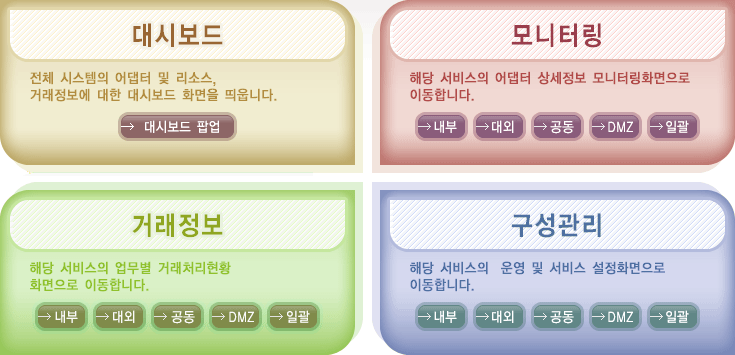 대시보드
전체 시스템의 어댑터 및 리소스,
거래정보에 대한 대시보드 화면을 띄웁니다.
대시보드 팝업
모니터링
해당 서비스의 어댑터 상세정보 모니터링화면으로
이동합니다.
내부 대외 공동 DMZ 일괄
거래정보
해당 서비스의 업무별 거래처리현황
화면으로 이동합니다.
내부 대외 공동 DMZ 일괄
구성관리
해당 서비스의 운영 및 서비스 설정화면으로
이동합니다.
내부 대외 공동 DMZ 일괄